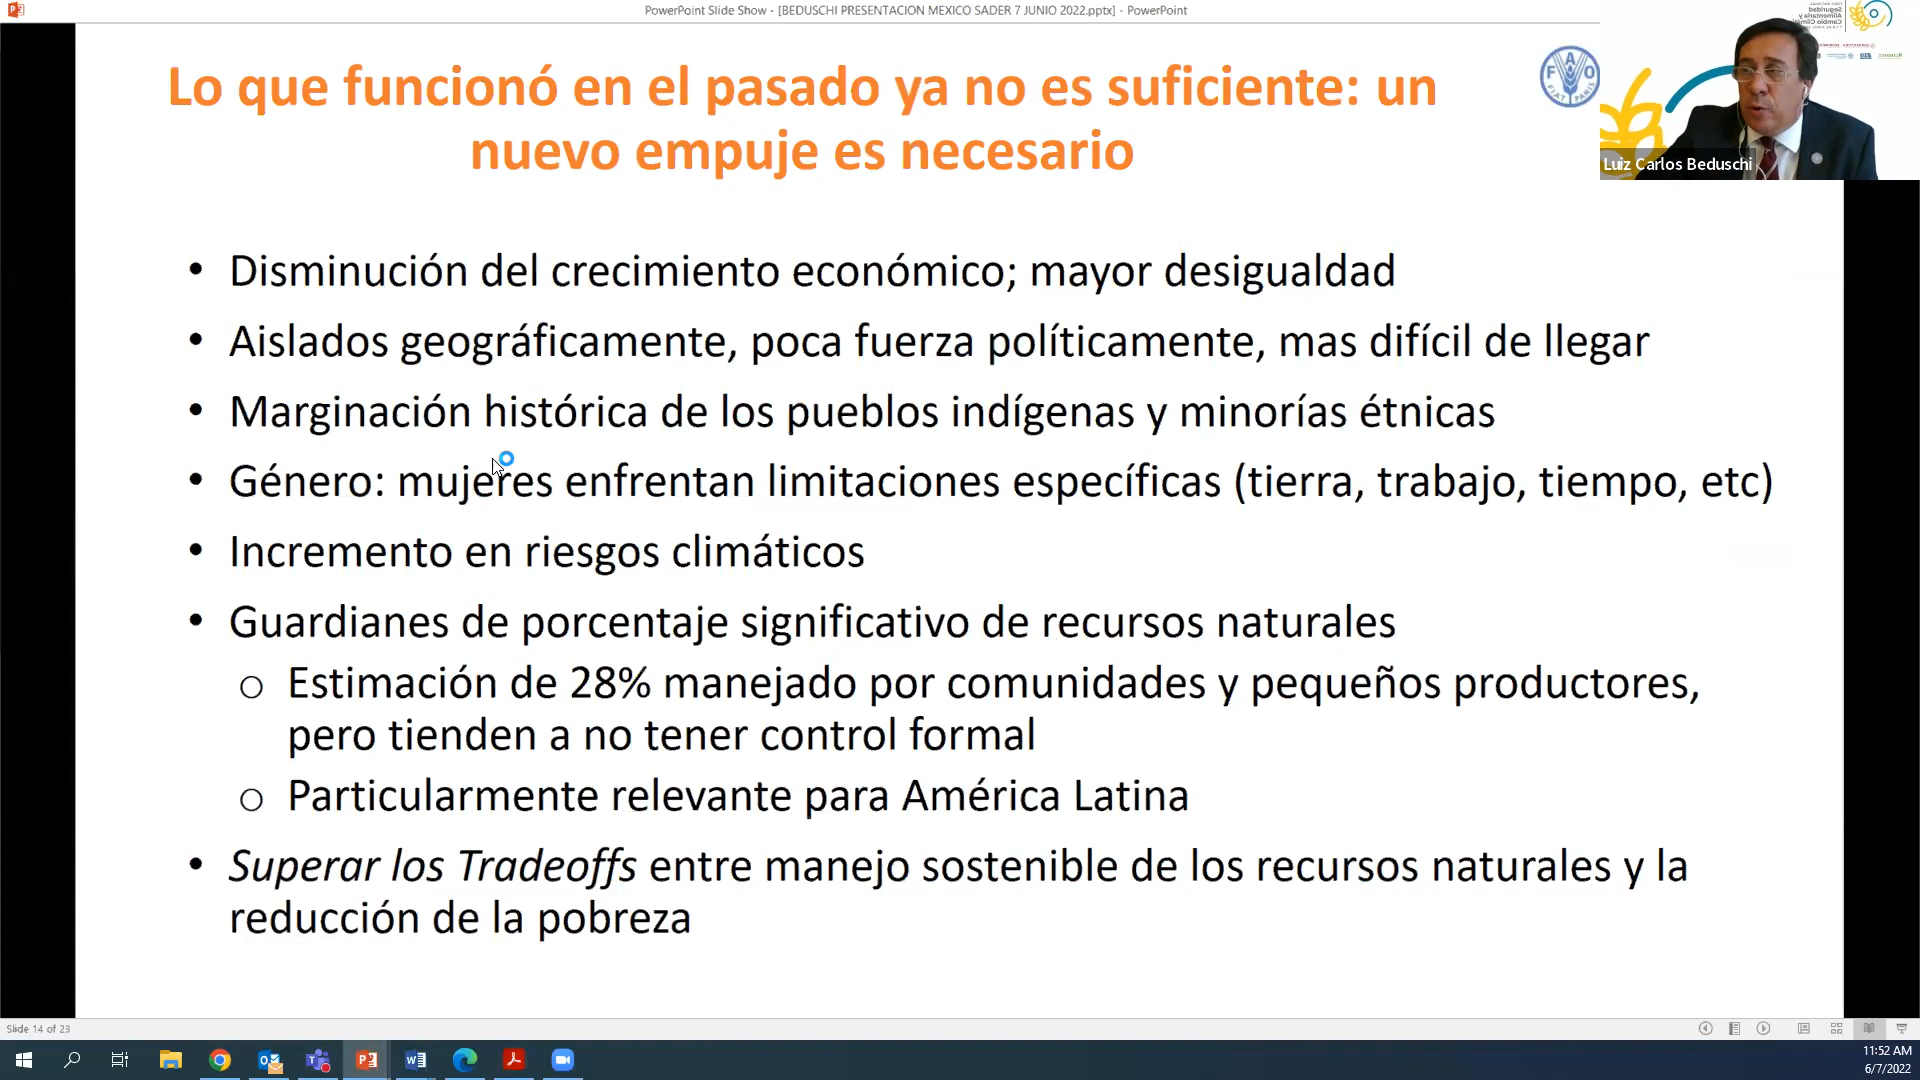 PowerPoint Slide Show - [BEDUSCHI PRESENTACION MEXICO SADER 7 JUNIO 2022.pptx] - PowerPoint
Lo que funcionó en el pasado ya no es suficiente: un
nuevo empuje es necesario
FAO
FIAT PANIS
Luiz Carlos Beduschi
• Disminución del crecimiento económico; mayor desigualdad
• Aislados geográficamente, poca fuerza políticamente, mas difícil de llegar
• Marginación histórica de los pueblos indígenas y minorías étnicas
• Género: mujeres enfrentan limitaciones específicas (tierra, trabajo, tiempo, etc)
• Incremento en riesgos climáticos
• Guardianes de porcentaje significativo de recursos naturales
o Estimación de 28% manejado por comunidades y pequeños productores,
pero tienden a no tener control formal
o Particularmente relevante para América Latina
• Superar los Tradeoffs entre manejo sostenible de los recursos naturales y la
reducción de la pobreza
Slide 14 of 23
11:52 AM
6/7/2022